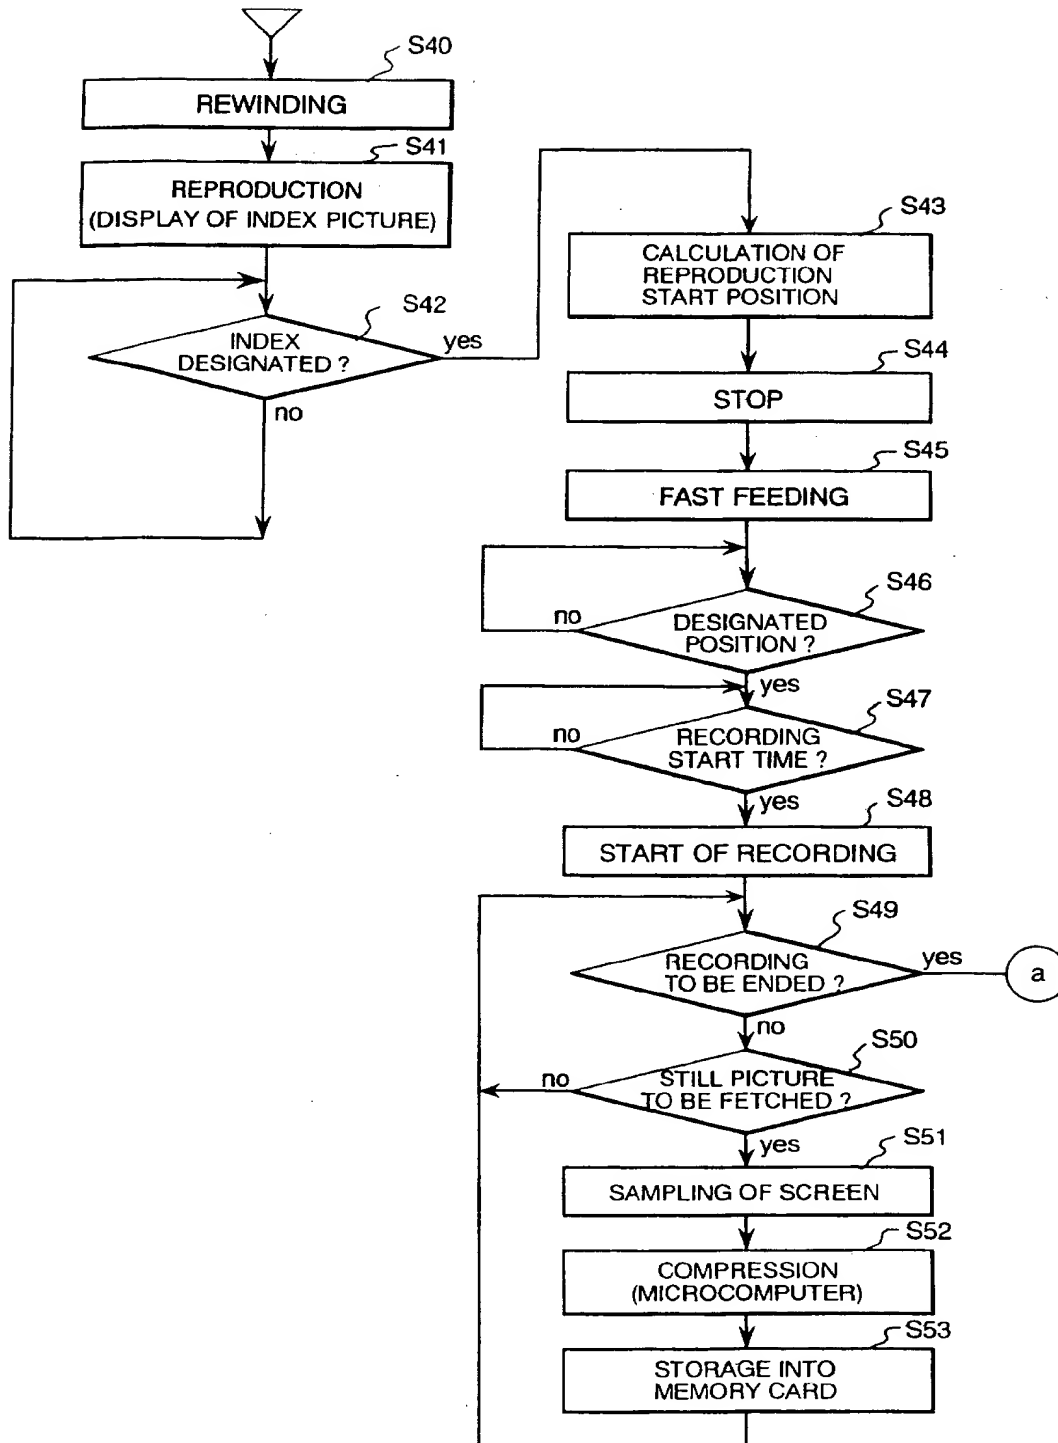 S40
REWINDING
S41
REPRODUCTION
(DISPLAY OF INDEX PICTURE)
S42
INDEX
DESIGNATED ?
yes
no
S43
CALCULATION OF
REPRODUCTION
START POSITION
S44
STOP
S45
FAST FEEDING
S46
DESIGNATED
POSITION ?
no
yes
S47
RECORDING
START TIME ?
no
yes
S48
START OF RECORDING
S49
RECORDING
TO BE ENDED ?
yes
a
no
S50
STILL PICTURE
TO BE FETCHED ?
no
yes
S51
SAMPLING OF SCREEN
S52
COMPRESSION
(MICROCOMPUTER)
S53
STORAGE INTO
MEMORY CARD